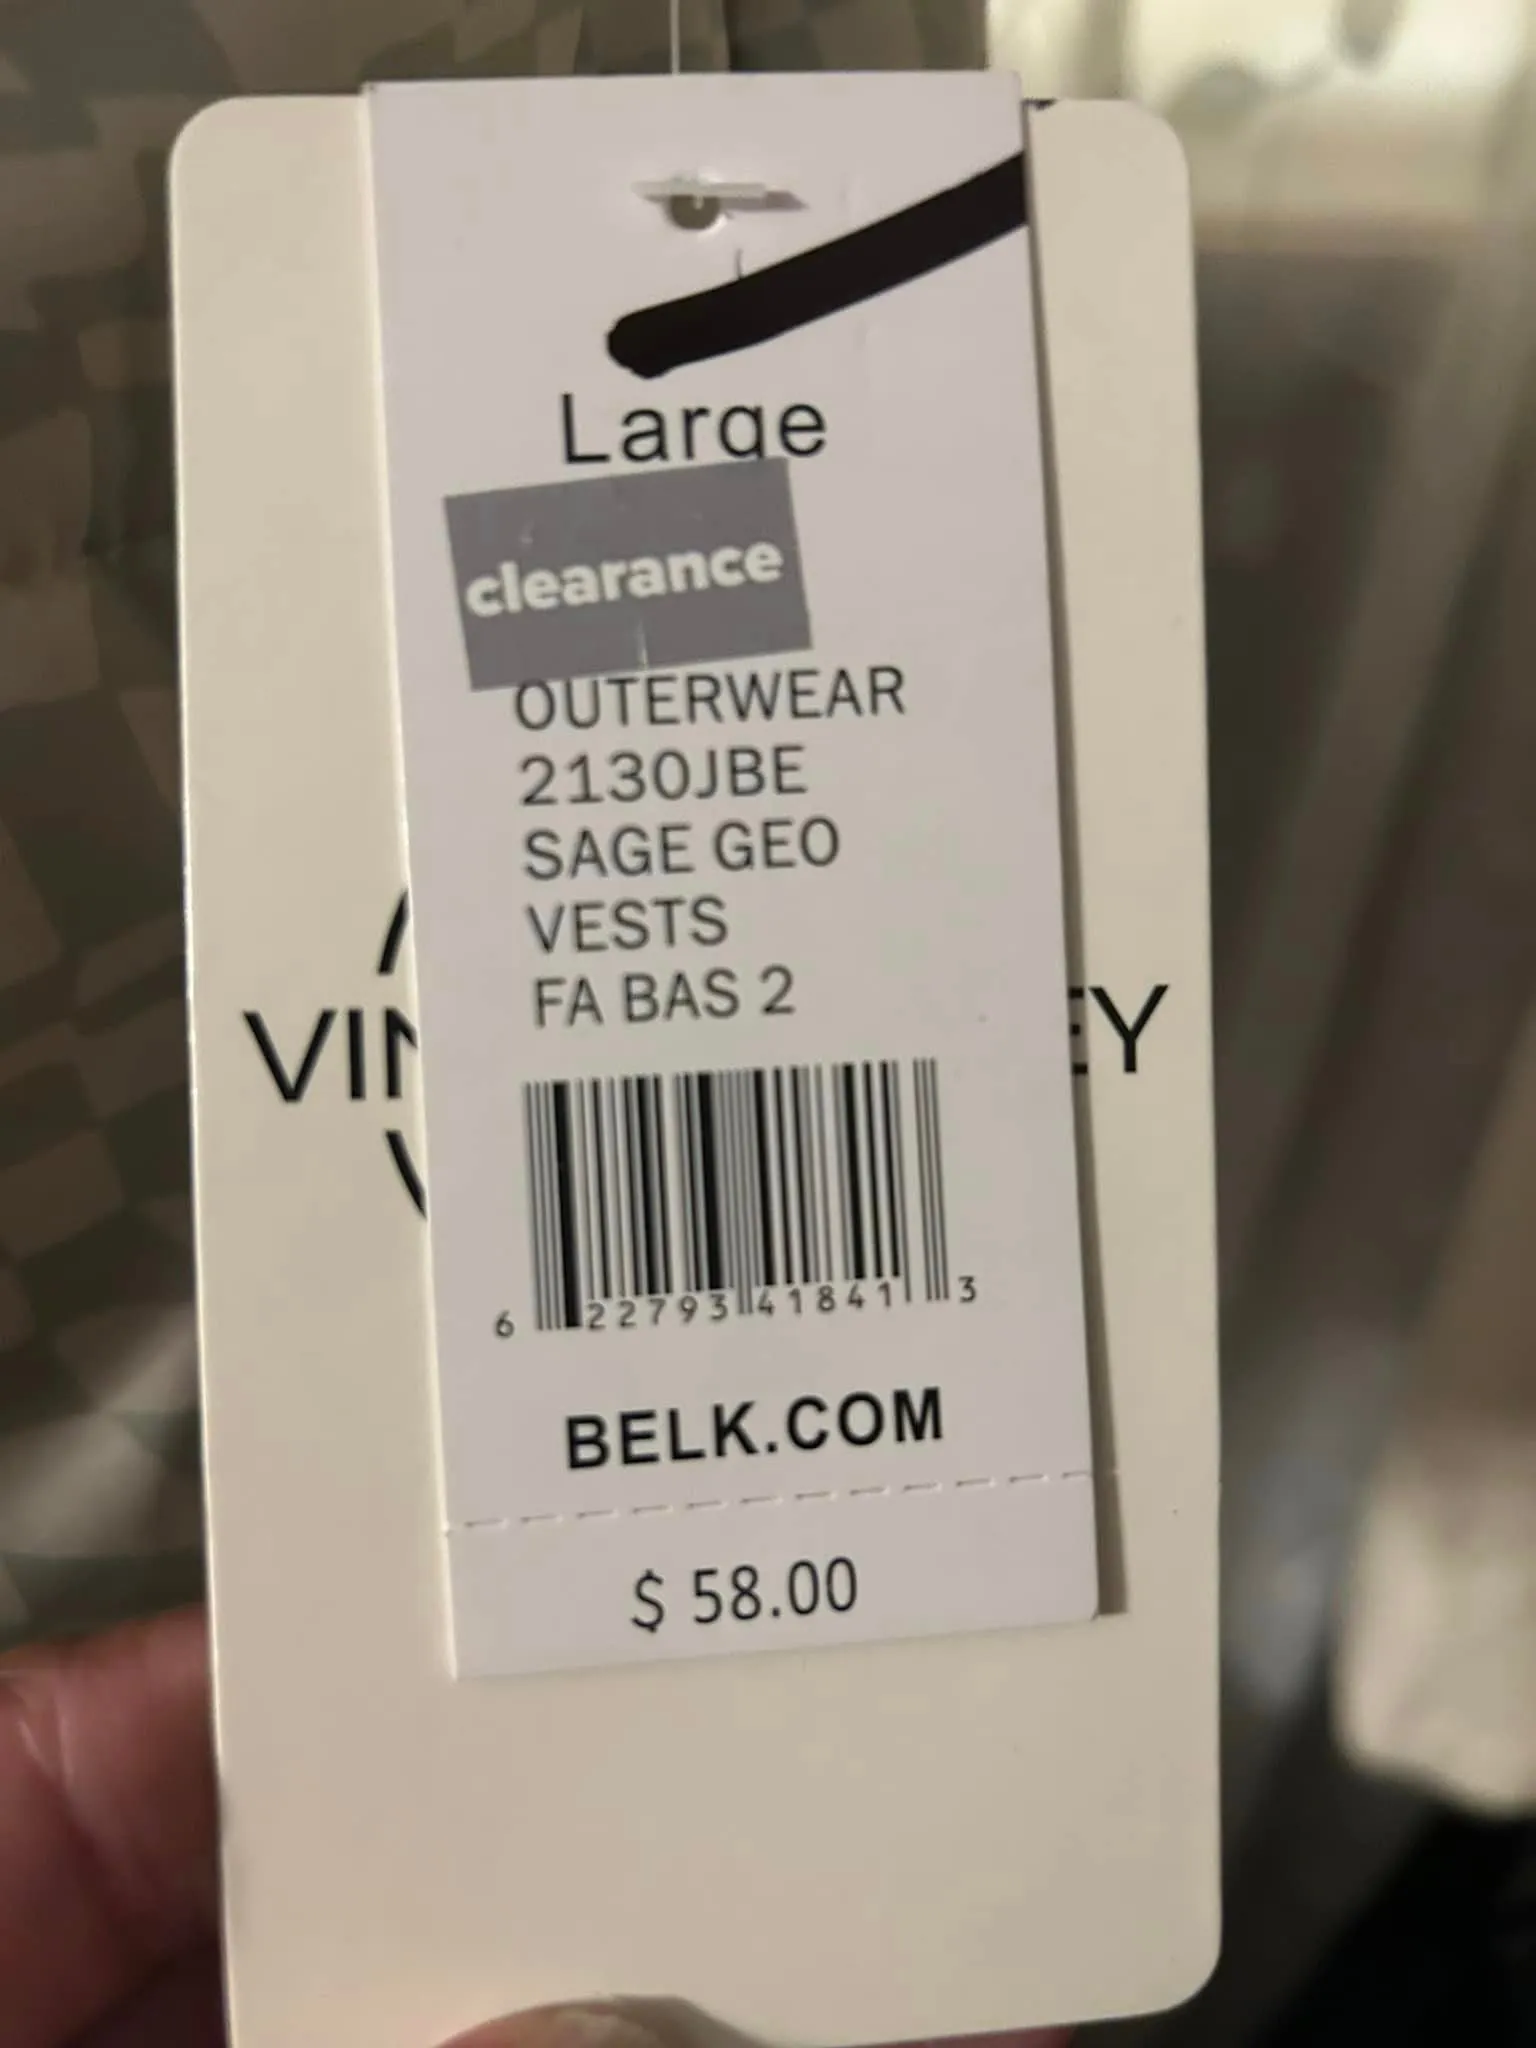 Large
clearance
OUTERWEAR
2130JBE
SAGE GEO
VESTS
FA BAS 2
VIN EY
6 22793 41841 3
BELK.COM
$ 58.00